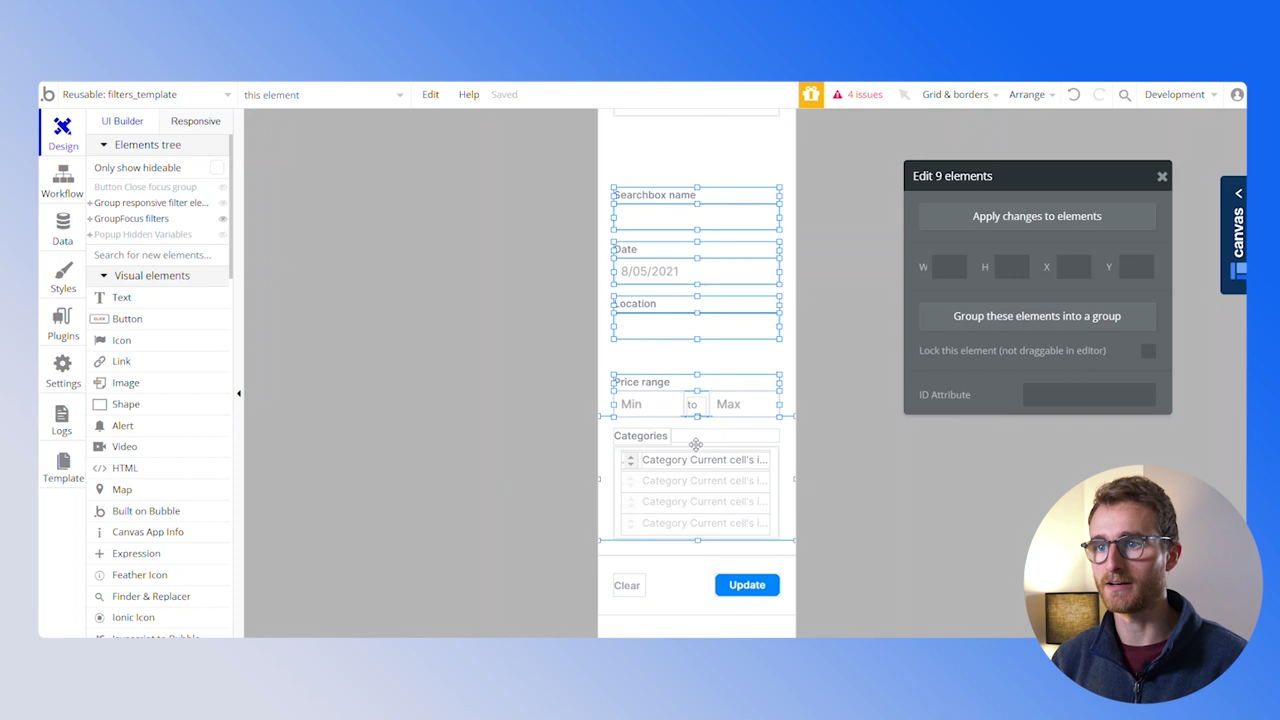 .b Reusable: filters_template this element Edit Help Saved 4 issues Grid & borders Arrange Development
Design
Workflow
Data
Styles
Plugins
Settings
Logs
Template
UI Builder Responsive
Elements tree
Only show hideable
Button Close focus group
+Group responsive filter ele...
+GroupFocus filters
+Popup Hidden Variables
Search for new elements...
Visual elements
Text
CLICK Button
Icon
Link
Image
Shape
Alert
Video
</> HTML
Map
Built on Bubble
Canvas App Info
Expression
Feather Icon
Finder & Replacer
Ionic Icon
Searchbox name
Date
8/05/2021
Location
Price range
Min to Max
Categories
Category Current cell's i...
Category Current cell's i...
Category Current cell's i...
Category Current cell's i...
Clear Update
Edit 9 elements
Apply changes to elements
W H X Y
Group these elements into a group
Lock this element (not draggable in editor)
ID Attribute
canvas